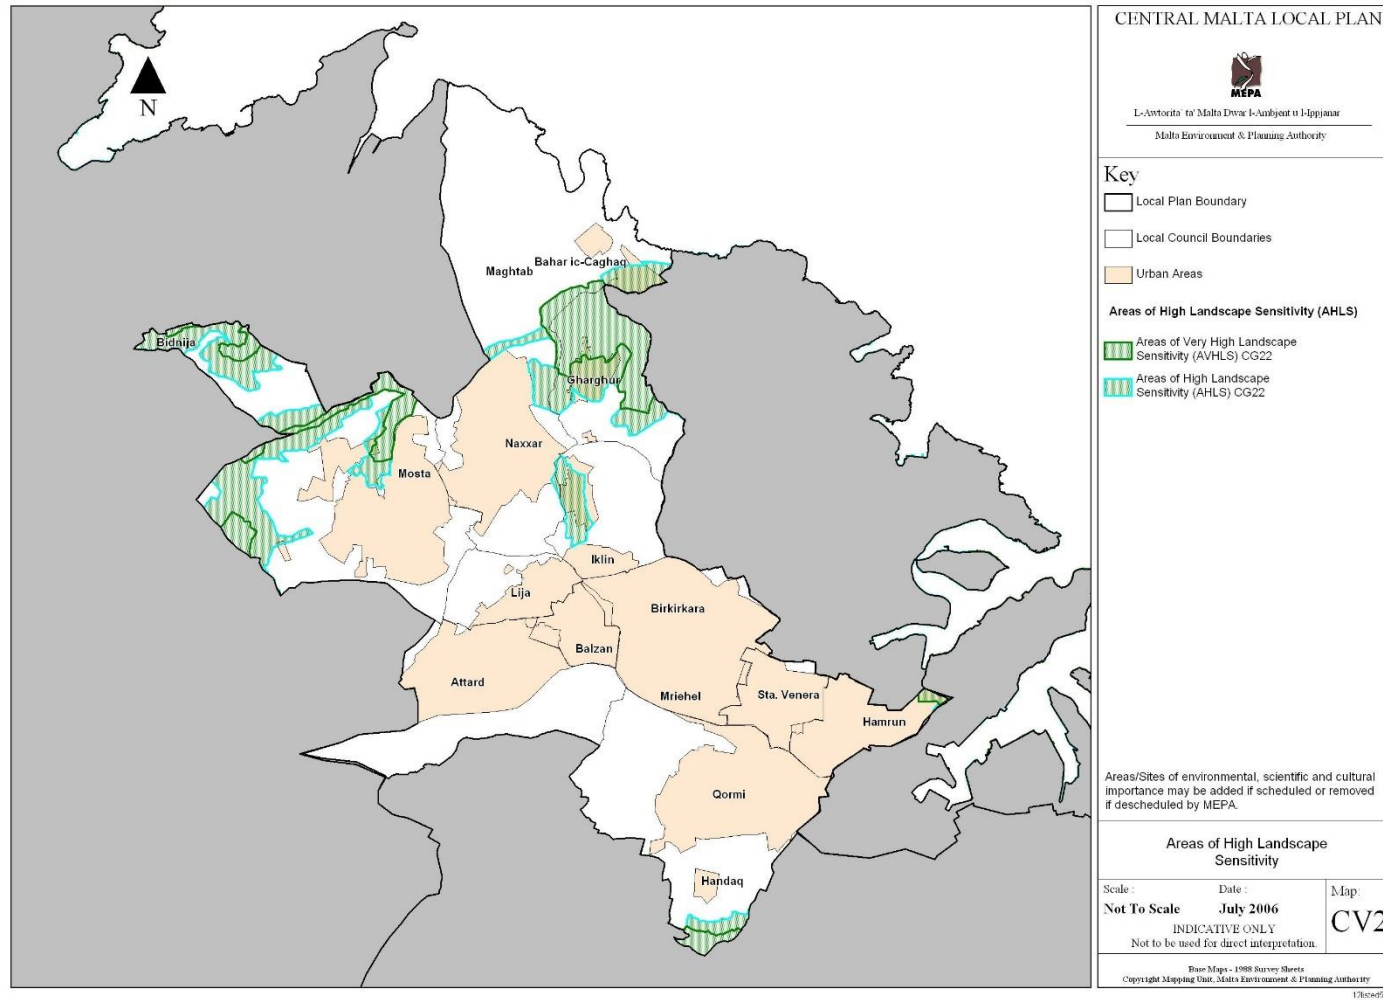 CENTRAL MALTA LOCAL PLAN
MEPA
L-Awtorita` ta' Malta Dwar l-Ambjent u l-Ippjanar
Malta Environment & Planning Authority
Key
Local Plan Boundary
Local Council Boundaries
Urban Areas
Areas of High Landscape Sensitivity (AHLS)
Areas of Very High Landscape
Sensitivity (AVHLS) CG22
Areas of High Landscape
Sensitivity (AHLS) CG22
N
Bahar ic-Caghaq
Maghtab
Bidnija
Gharghur
Naxxar
Mosta
Iklin
Lija
Birkirkara
Balzan
Attard
Mriehel
Sta. Venera
Hamrun
Qormi
Handaq
Areas/Sites of environmental, scientific and cultural
importance may be added if scheduled or removed
if descheduled by MEPA.
Areas of High Landscape
Sensitivity
Scale :
Not To Scale
Date :
July 2006
INDICATIVE ONLY
Not to be used for direct interpretation.
Map:
CV2
Base Maps - 1988 Survey Sheets
Copyright Mapping Unit, Malta Environment & Planning Authority